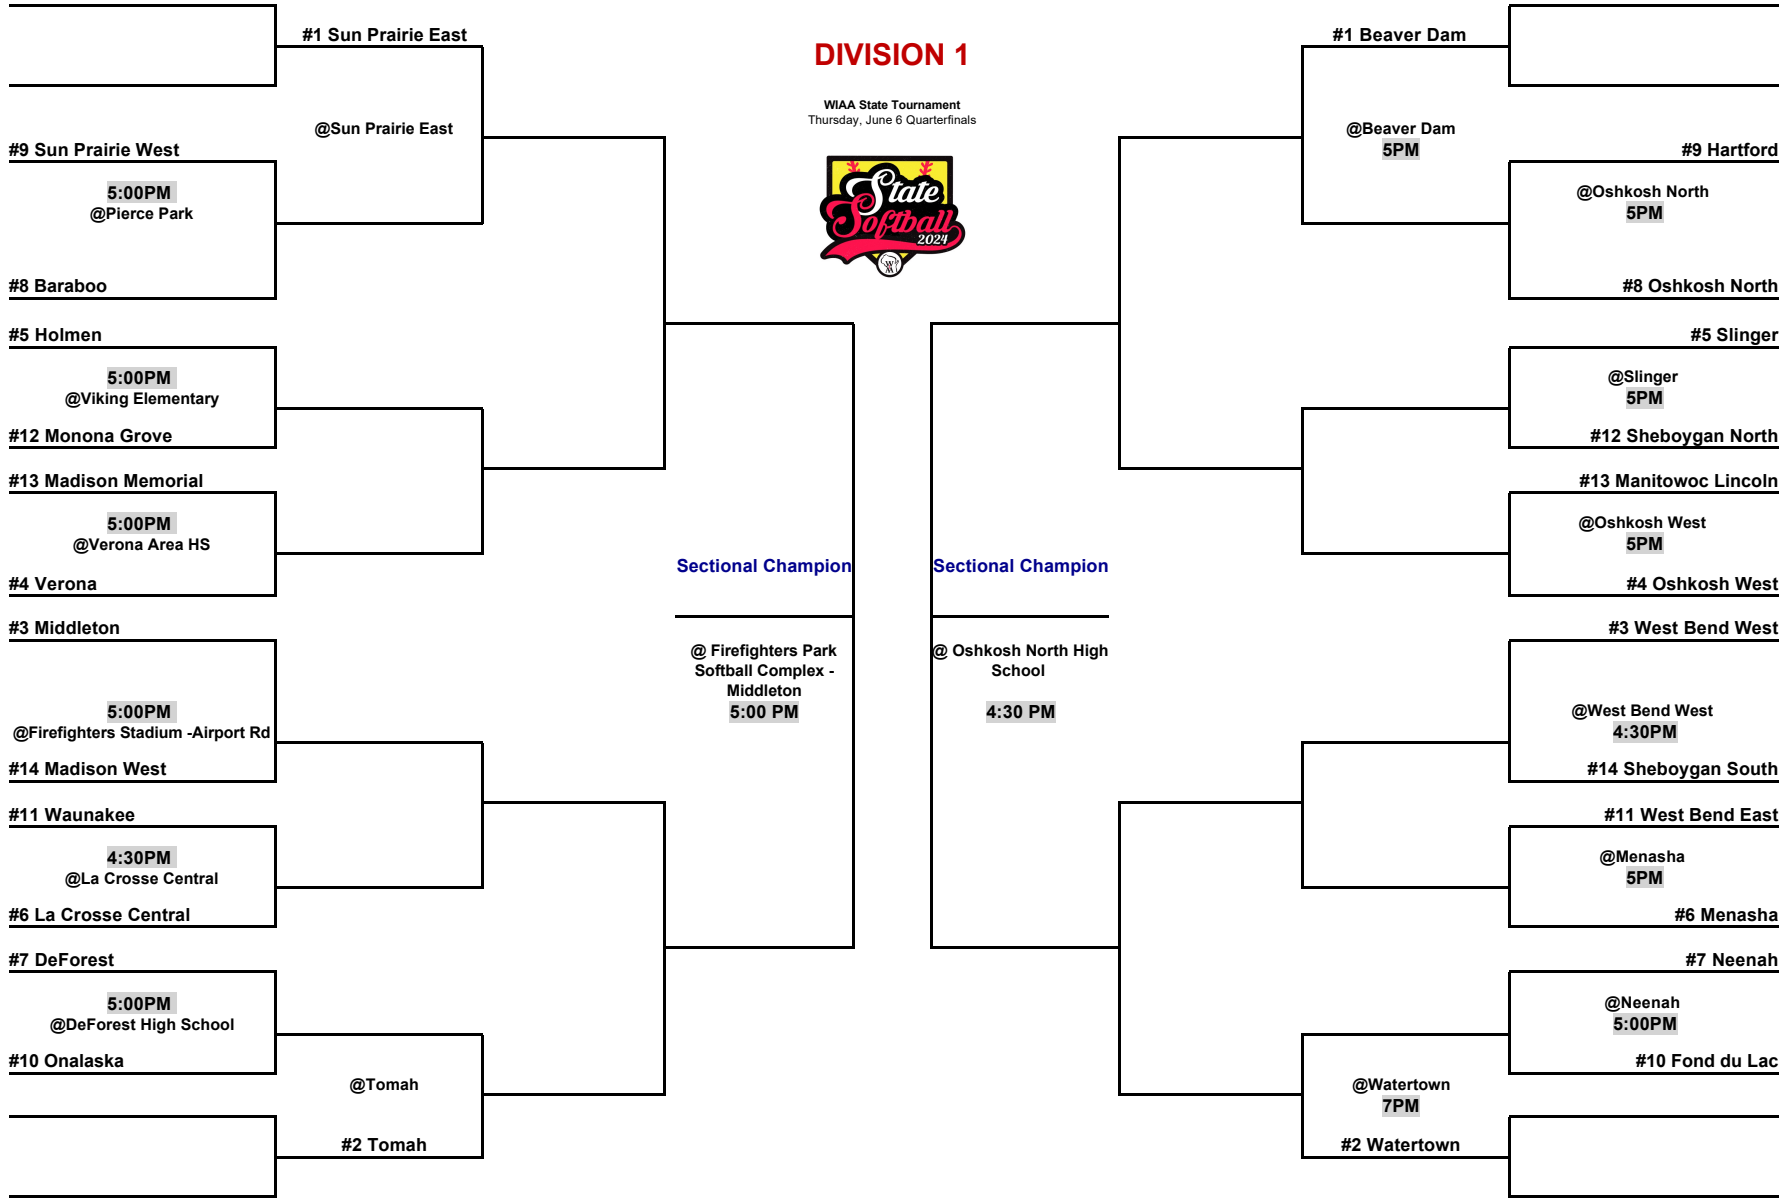 DIVISION 1
WIAA State Tournament
Thursday, June 6 Quarterfinals
State
Softball
2024
W
AA
#1 Sun Prairie East
@Sun Prairie East
#9 Sun Prairie West
5:00PM
@Pierce Park
#8 Baraboo
#5 Holmen
5:00PM
@Viking Elementary
#12 Monona Grove
#13 Madison Memorial
5:00PM
@Verona Area HS
#4 Verona
#3 Middleton
5:00PM
@Firefighters Stadium -Airport Rd
#14 Madison West
#11 Waunakee
4:30PM
@La Crosse Central
#6 La Crosse Central
#7 DeForest
5:00PM
@DeForest High School
#10 Onalaska
@Tomah
#2 Tomah
Sectional Champion
@ Firefighters Park
Softball Complex -
Middleton
5:00 PM
Sectional Champion
@ Oshkosh North High
School
4:30 PM
#1 Beaver Dam
@Beaver Dam
5PM
#9 Hartford
@Oshkosh North
5PM
#8 Oshkosh North
#5 Slinger
@Slinger
5PM
#12 Sheboygan North
#13 Manitowoc Lincoln
@Oshkosh West
5PM
#4 Oshkosh West
#3 West Bend West
@West Bend West
4:30PM
#14 Sheboygan South
#11 West Bend East
@Menasha
5PM
#6 Menasha
#7 Neenah
@Neenah
5:00PM
#10 Fond du Lac
@Watertown
7PM
#2 Watertown